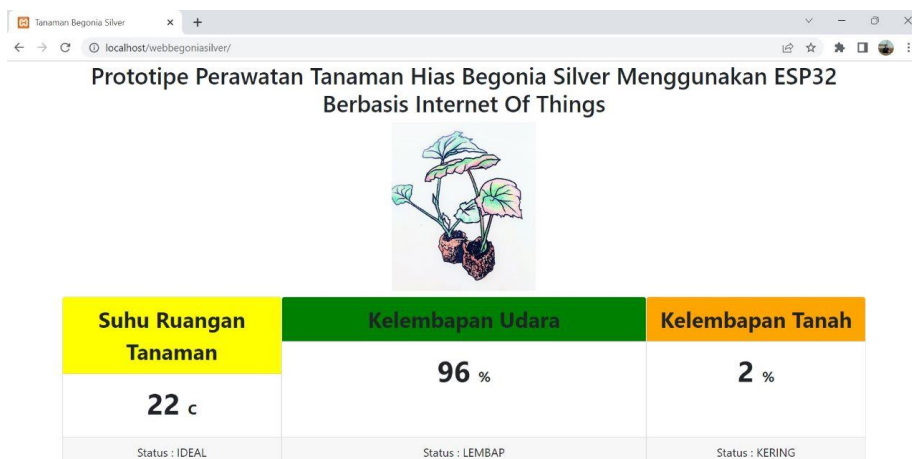 Tanaman Begonia Silver
localhost/webbegoniasilver/
Prototipe Perawatan Tanaman Hias Begonia Silver Menggunakan ESP32
Berbasis Internet Of Things
Suhu Ruangan
Tanaman
22 C
Status : IDEAL
Kelembapan Udara
96 %
Status : LEMBAP
Kelembapan Tanah
2 %
Status : KERING